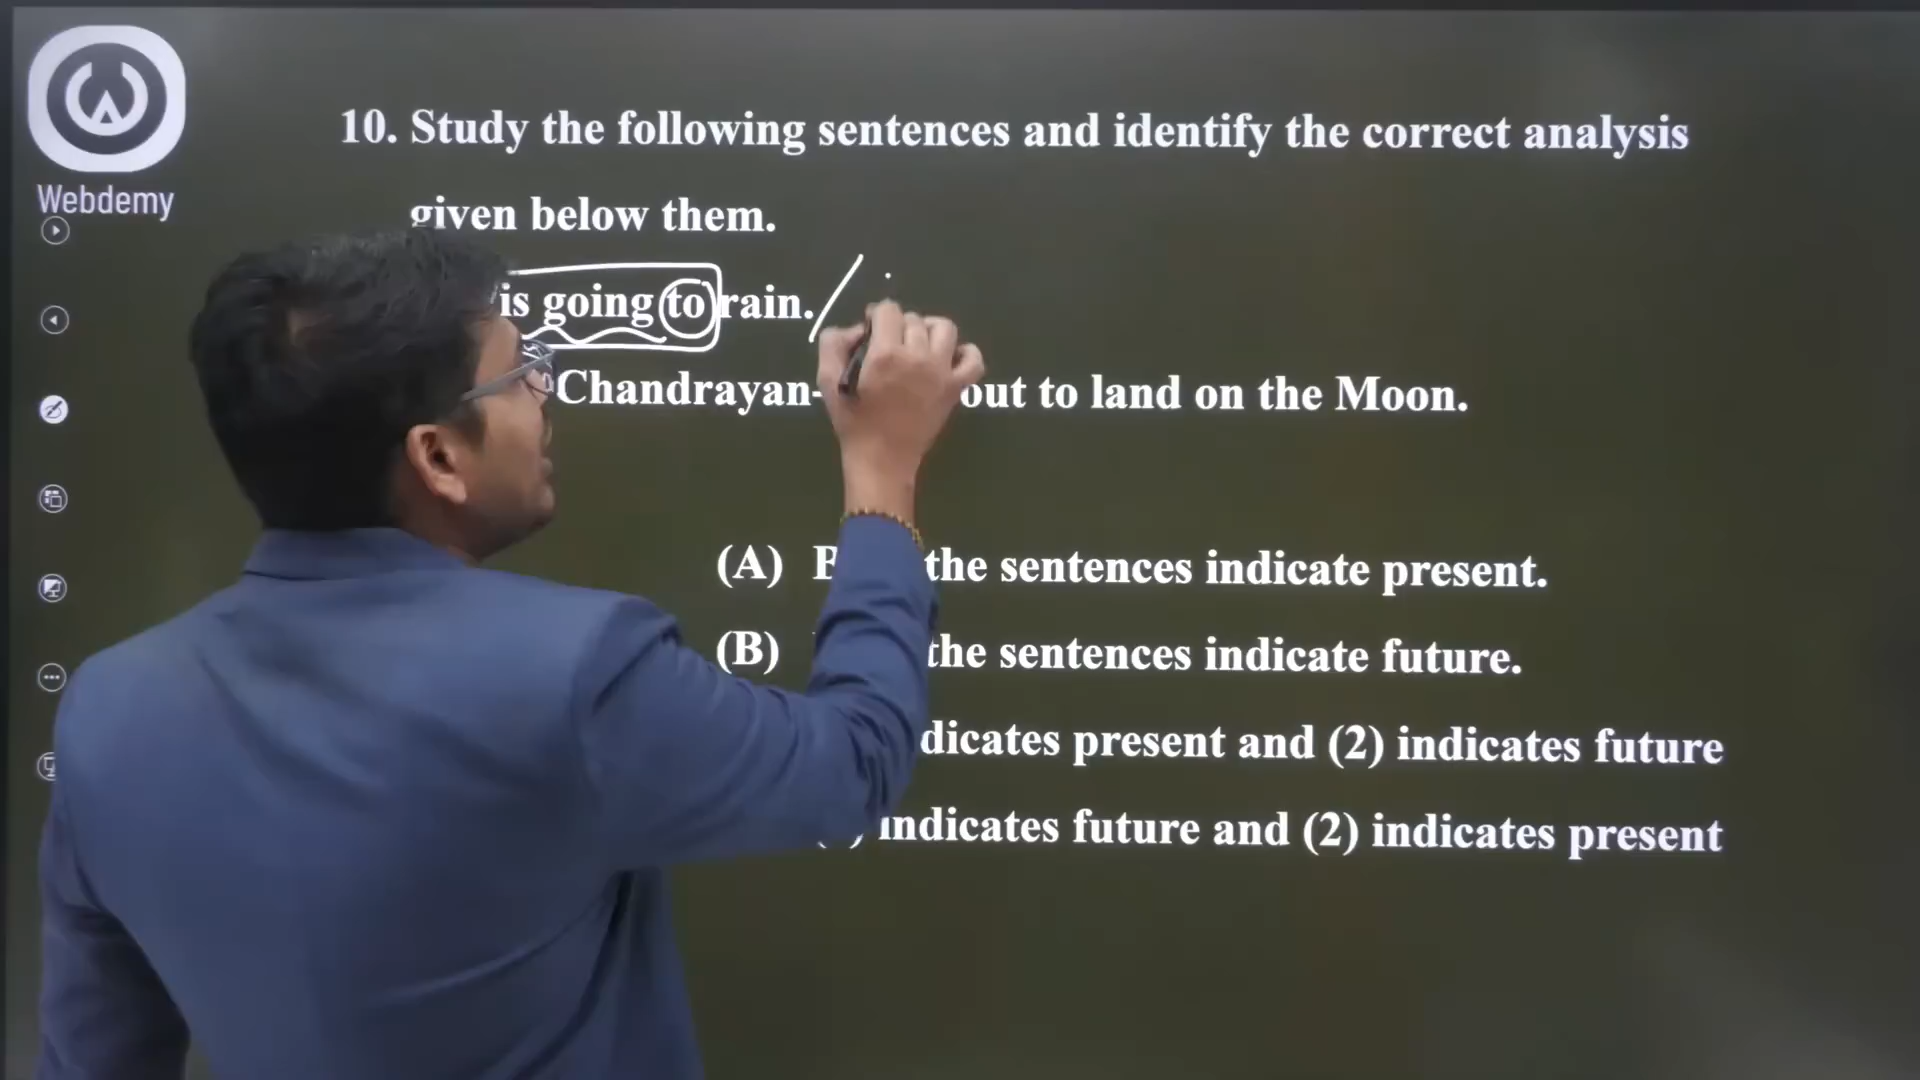 Webdemy
10. Study the following sentences and identify the correct analysis
given below them.
is going to rain.
Chandrayan- out to land on the Moon.
(A) the sentences indicate present.
(B) the sentences indicate future.
dicates present and (2) indicates future
indicates future and (2) indicates present